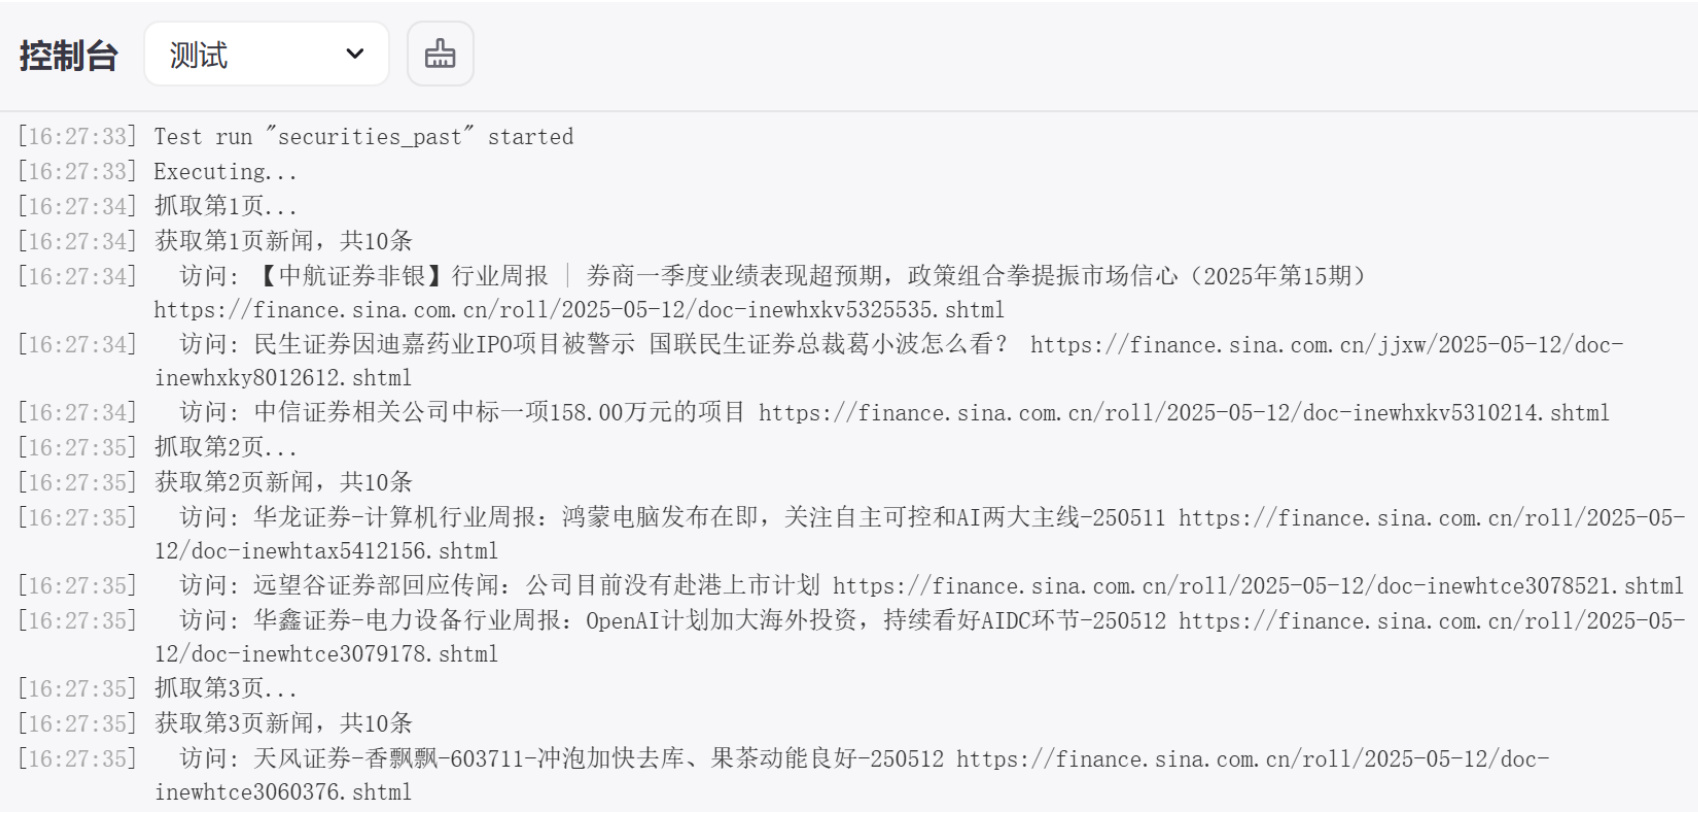 控制台 测试
[16:27:33] Test run "securities_past" started
[16:27:33] Executing...
[16:27:34] 抓取第1页...
[16:27:34] 获取第1页新闻，共10条
[16:27:34] 访问: 【中航证券非银】行业周报 | 券商一季度业绩表现超预期，政策组合拳提振市场信心（2025年第15期）
https://finance.sina.com.cn/roll/2025-05-12/doc-inewhxkv5325535.shtml
[16:27:34] 访问: 民生证券因迪嘉药业IPO项目被警示 国联民生证券总裁葛小波怎么看？ https://finance.sina.com.cn/jjxw/2025-05-12/doc-
inewhxky8012612.shtml
[16:27:34] 访问: 中信证券相关公司中标一项158.00万元的项目 https://finance.sina.com.cn/roll/2025-05-12/doc-inewhxkv5310214.shtml
[16:27:35] 抓取第2页...
[16:27:35] 获取第2页新闻，共10条
[16:27:35] 访问: 华龙证券-计算机行业周报：鸿蒙电脑发布在即，关注自主可控和AI两大主线-250511 https://finance.sina.com.cn/roll/2025-05-
12/doc-inewhtax5412156.shtml
[16:27:35] 访问: 远望谷证券部回应传闻：公司目前没有赴港上市计划 https://finance.sina.com.cn/roll/2025-05-12/doc-inewhtce3078521.shtml
[16:27:35] 访问: 华鑫证券-电力设备行业周报：OpenAI计划加大海外投资，持续看好AIDC环节-250512 https://finance.sina.com.cn/roll/2025-05-
12/doc-inewhtce3079178.shtml
[16:27:35] 抓取第3页...
[16:27:35] 获取第3页新闻，共10条
[16:27:35] 访问: 天风证券-香飘飘-603711-冲泡加快去库、果茶动能良好-250512 https://finance.sina.com.cn/roll/2025-05-12/doc-
inewhtce3060376.shtml